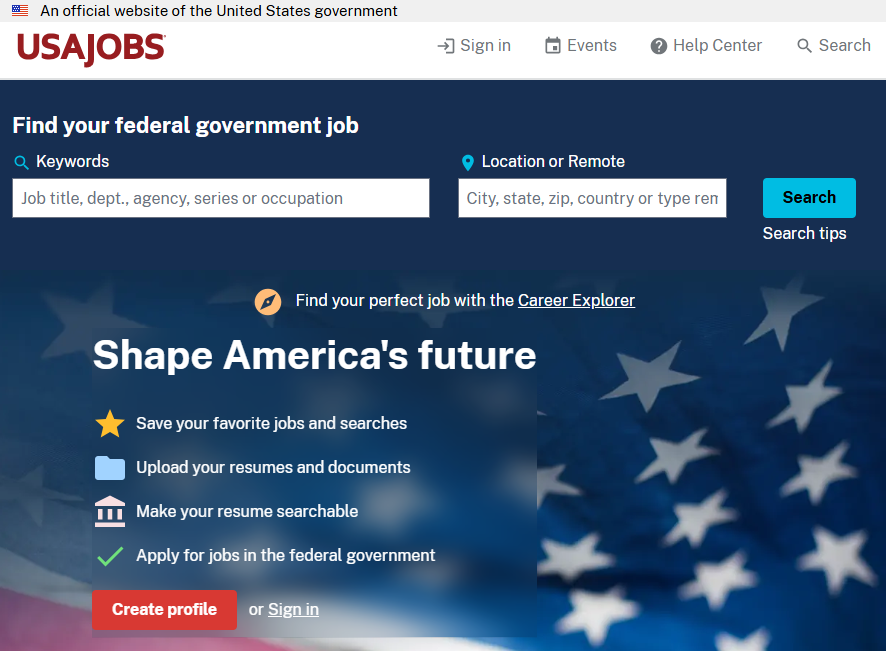 An official website of the United States government
USAJOBS
Sign in
Events
Help Center
Search
Find your federal government job
Keywords
Location or Remote
Job title, dept., agency, series or occupation
City, state, zip, country or type rem
Search
Search tips
Find your perfect job with the Career Explorer
Shape America's future
Save your favorite jobs and searches
Upload your resumes and documents
Make your resume searchable
Apply for jobs in the federal government
Create profile or Sign in